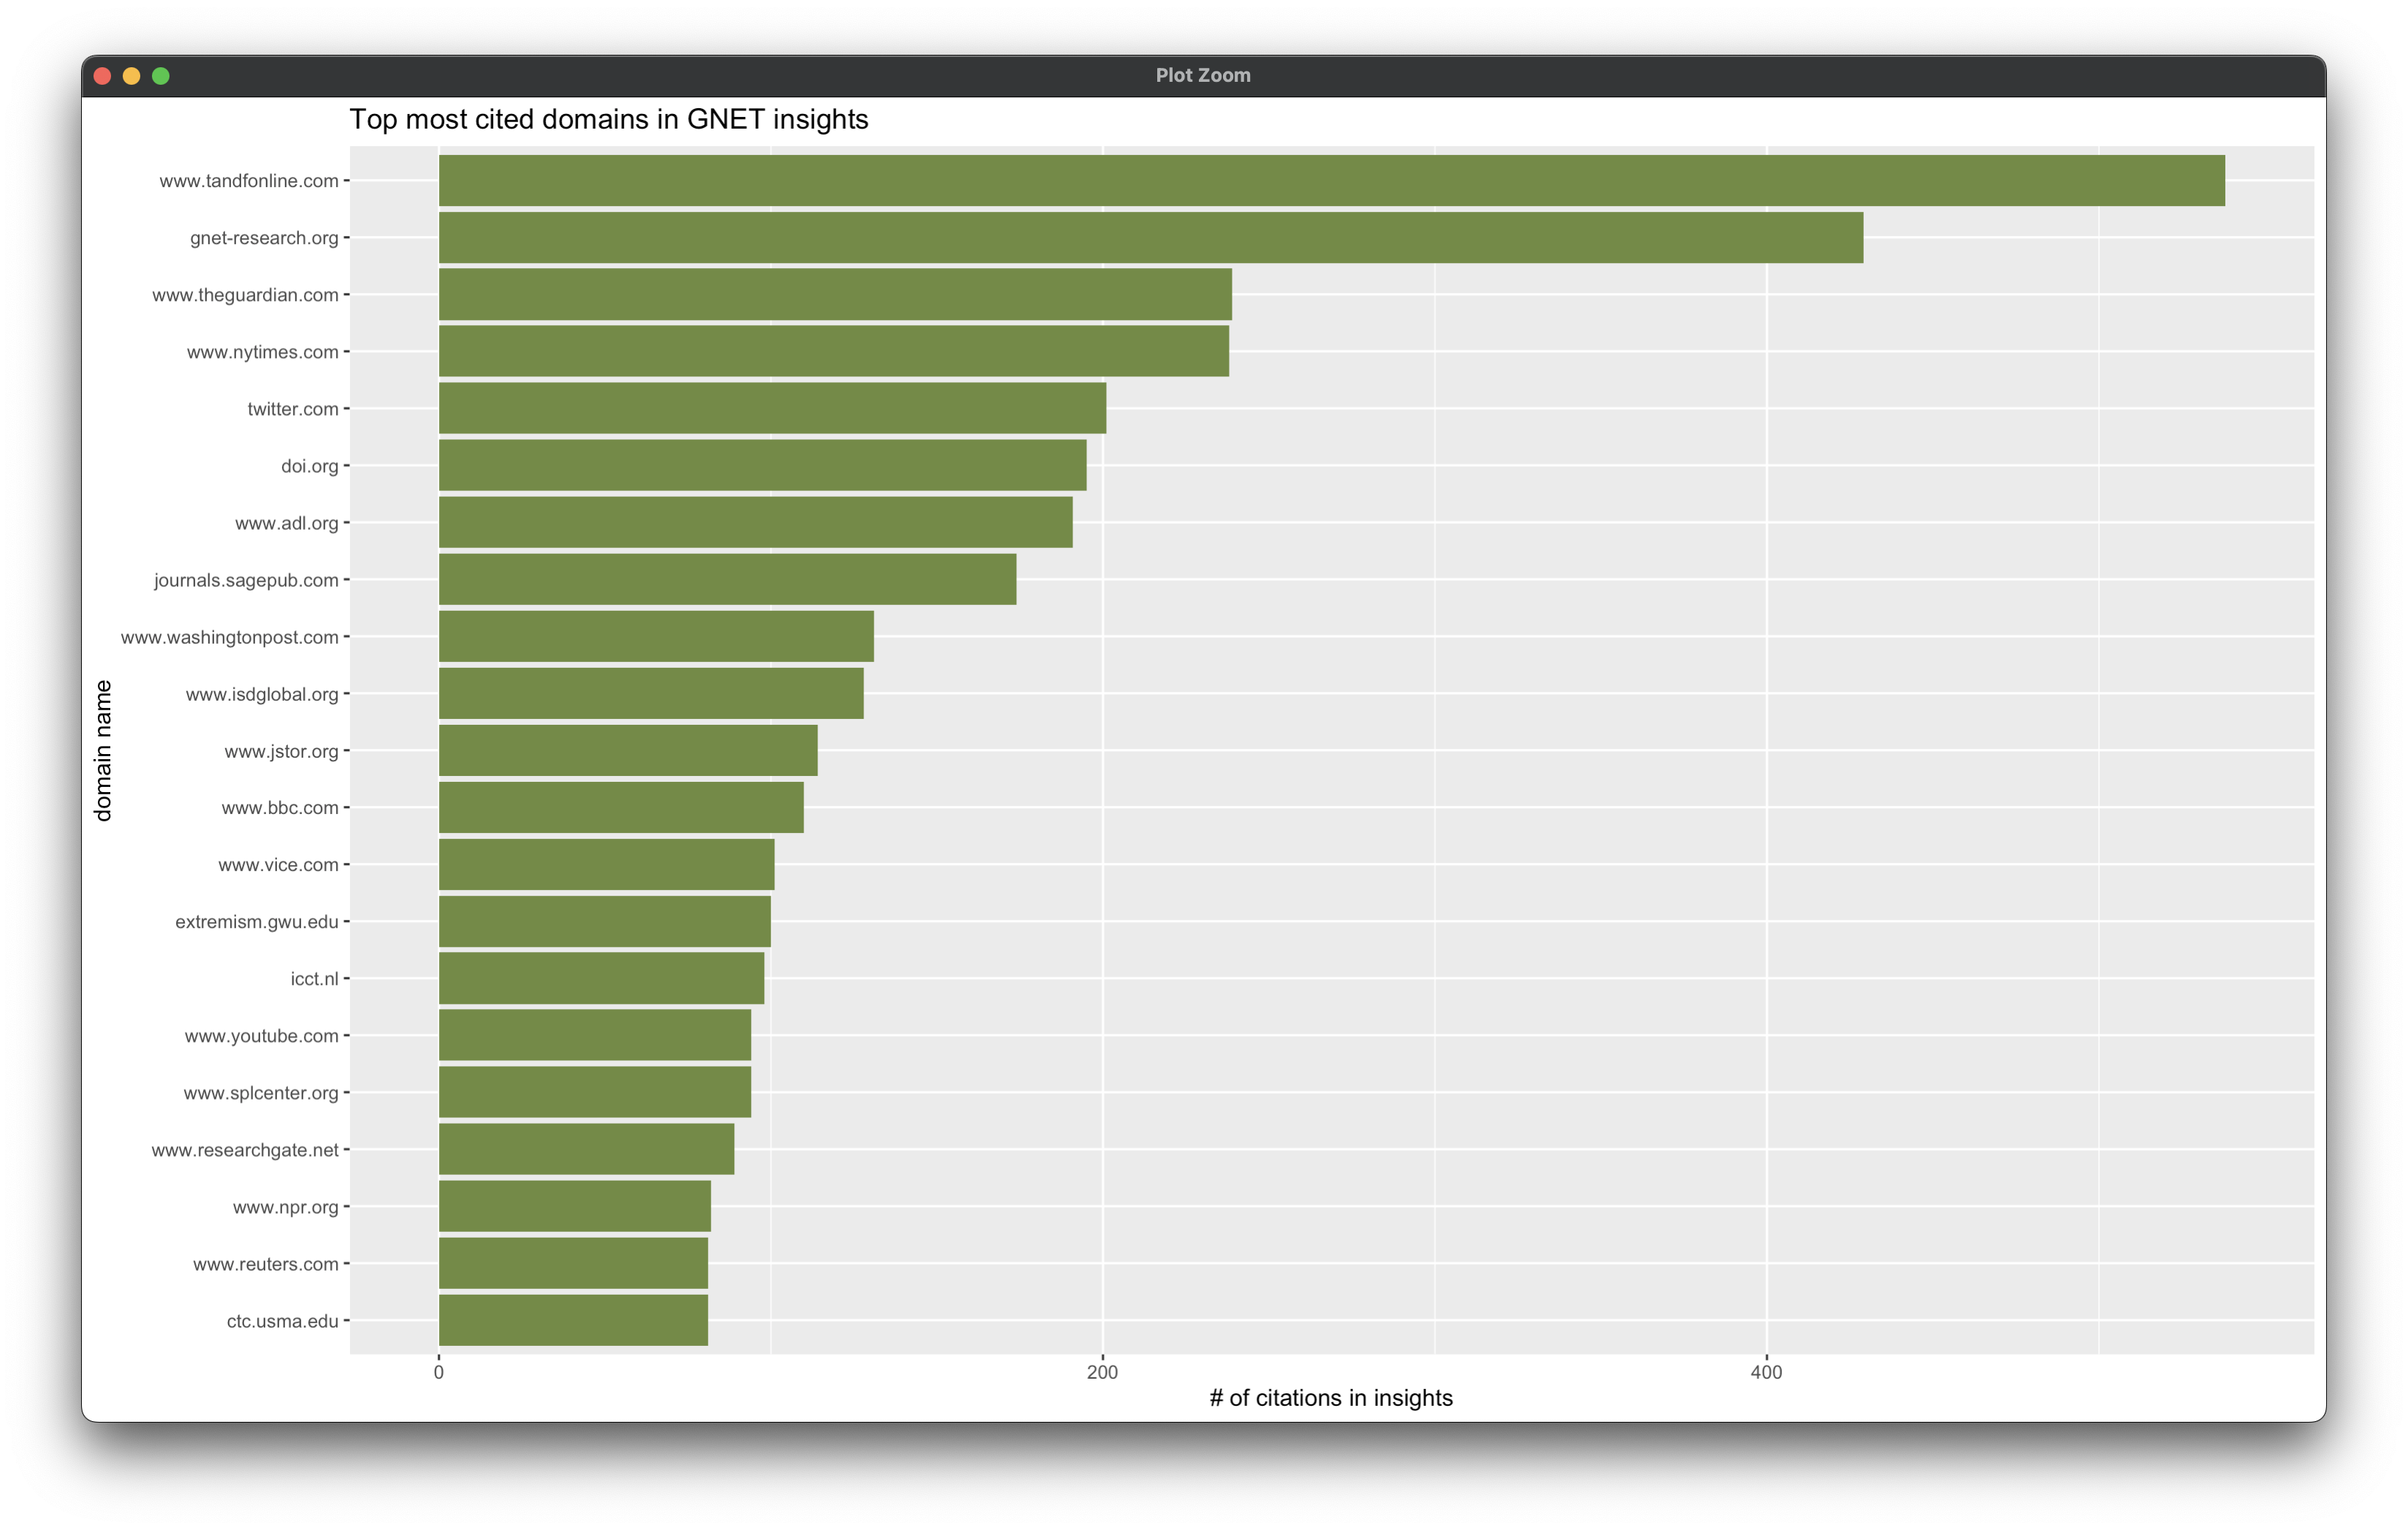 Plot Zoom
Top most cited domains in GNET insights
www.tandfonline.com
gnet-research.org
www.theguardian.com
www.nytimes.com
twitter.com
doi.org
www.adl.org
journals.sagepub.com
www.washingtonpost.com
www.isdglobal.org
www.jstor.org
www.bbc.com
www.vice.com
extremism.gwu.edu
icct.nl
www.youtube.com
www.splcenter.org
www.researchgate.net
www.npr.org
www.reuters.com
ctc.usma.edu
domain name
0 200 400
# of citations in insights